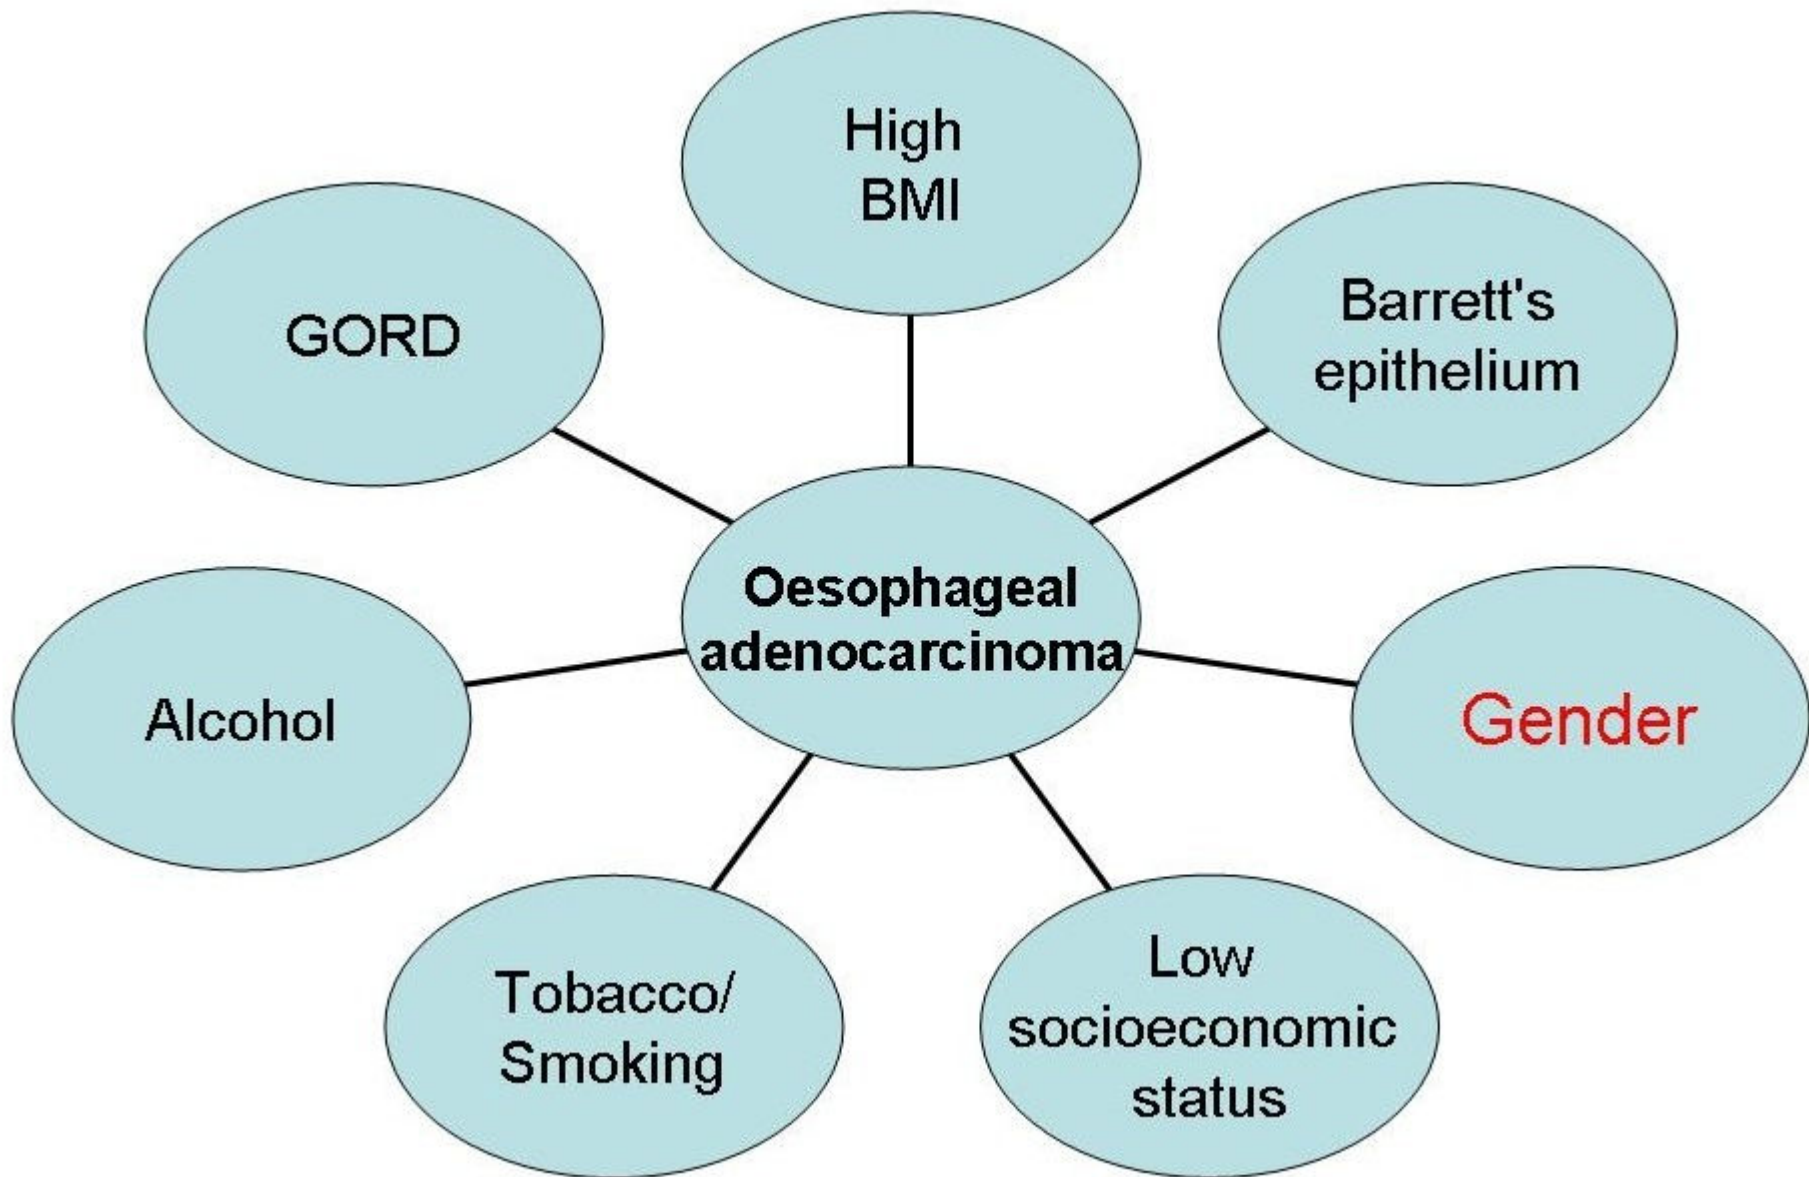 High
BMI
GORD
Barrett's
epithelium
Oesophageal
adenocarcinoma
Alcohol
Gender
Tobacco/
Smoking
Low
socioeconomic
status